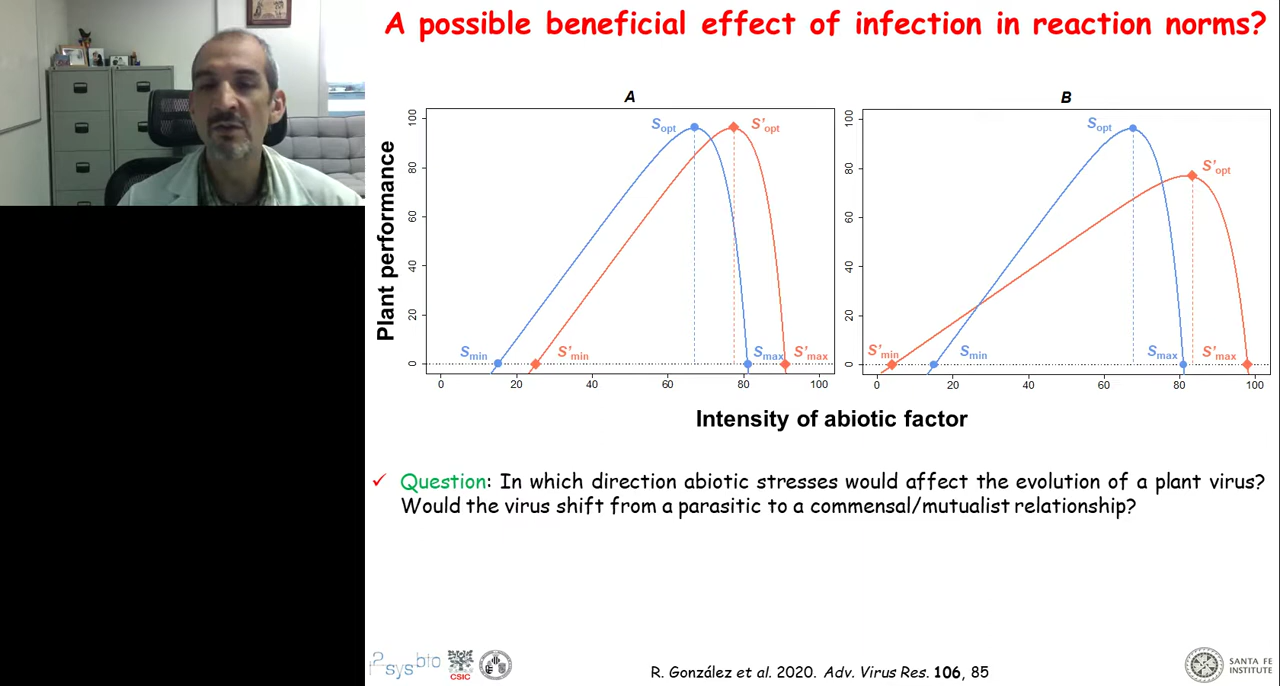 A possible beneficial effect of infection in reaction norms?
A
B
Plant performance
100
80
60
40
20
0
Sopt
S'opt
Smin
S'min
Smax
S'max
0 20 40 60 80 100
100
80
60
40
20
0
Sopt
S'opt
S'min
Smin
Smax
S'max
0 20 40 60 80 100
Intensity of abiotic factor
✓ Question: In which direction abiotic stresses would affect the evolution of a plant virus?
Would the virus shift from a parasitic to a commensal/mutualist relationship?
R. González et al. 2020. Adv. Virus Res. 106, 85
CSIC
SANTA FE
INSTITUTE